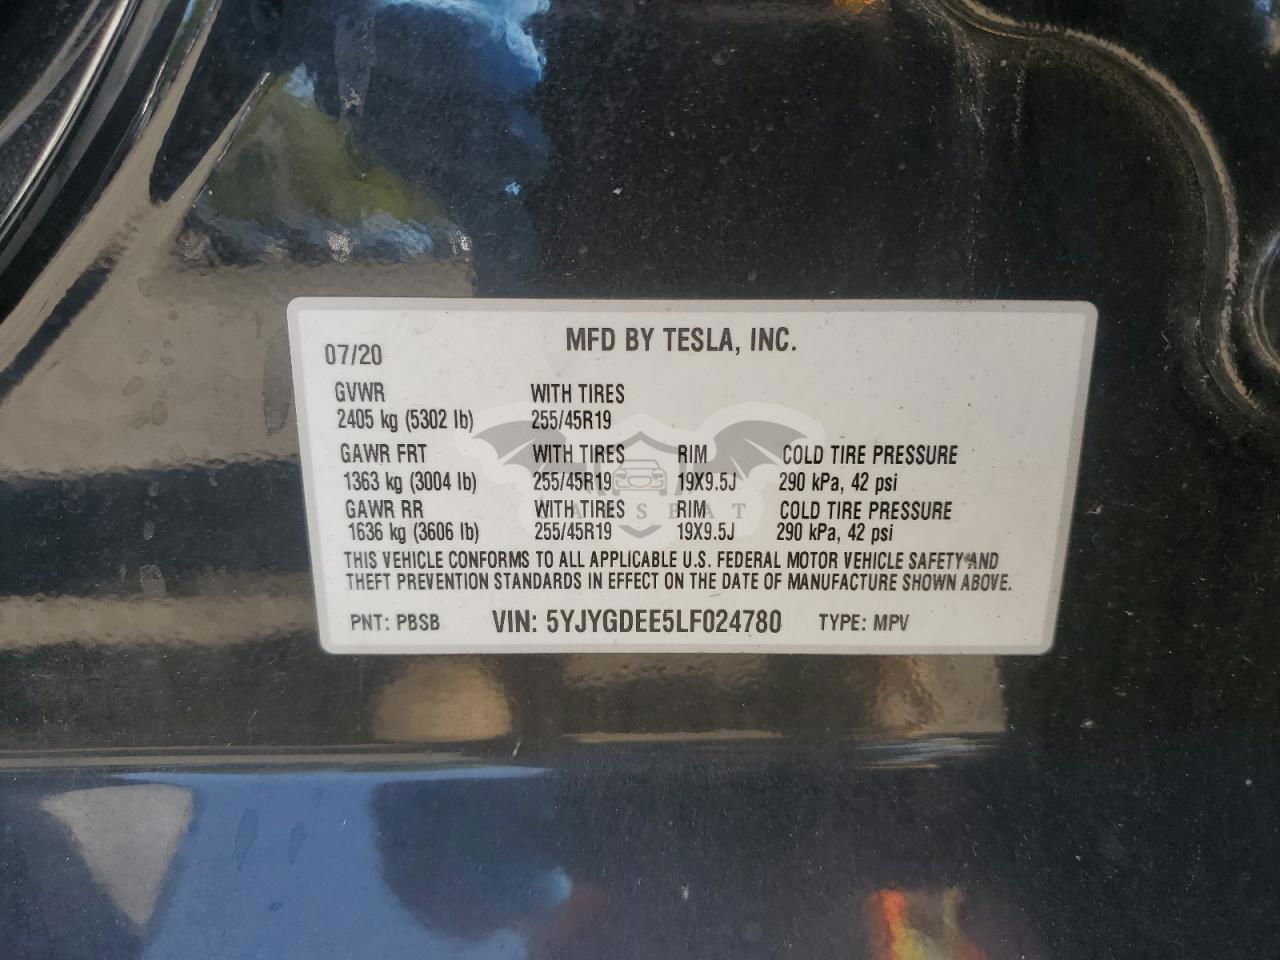 MFD BY TESLA, INC.
07/20
GVWR WITH TIRES
2405 kg (5302 lb) 255/45R19
GAWR FRT WITH TIRES RIM COLD TIRE PRESSURE
1363 kg (3004 lb) 255/45R19 19X9.5J 290 kPa, 42 psi
GAWR RR WITH TIRES RIM COLD TIRE PRESSURE
1636 kg (3606 lb) 255/45R19 19X9.5J 290 kPa, 42 psi
THIS VEHICLE CONFORMS TO ALL APPLICABLE U.S. FEDERAL MOTOR VEHICLE SAFETY AND
THEFT PREVENTION STANDARDS IN EFFECT ON THE DATE OF MANUFACTURE SHOWN ABOVE.
PNT: PBSB VIN: 5YJYGDEE5LF024780 TYPE: MPV